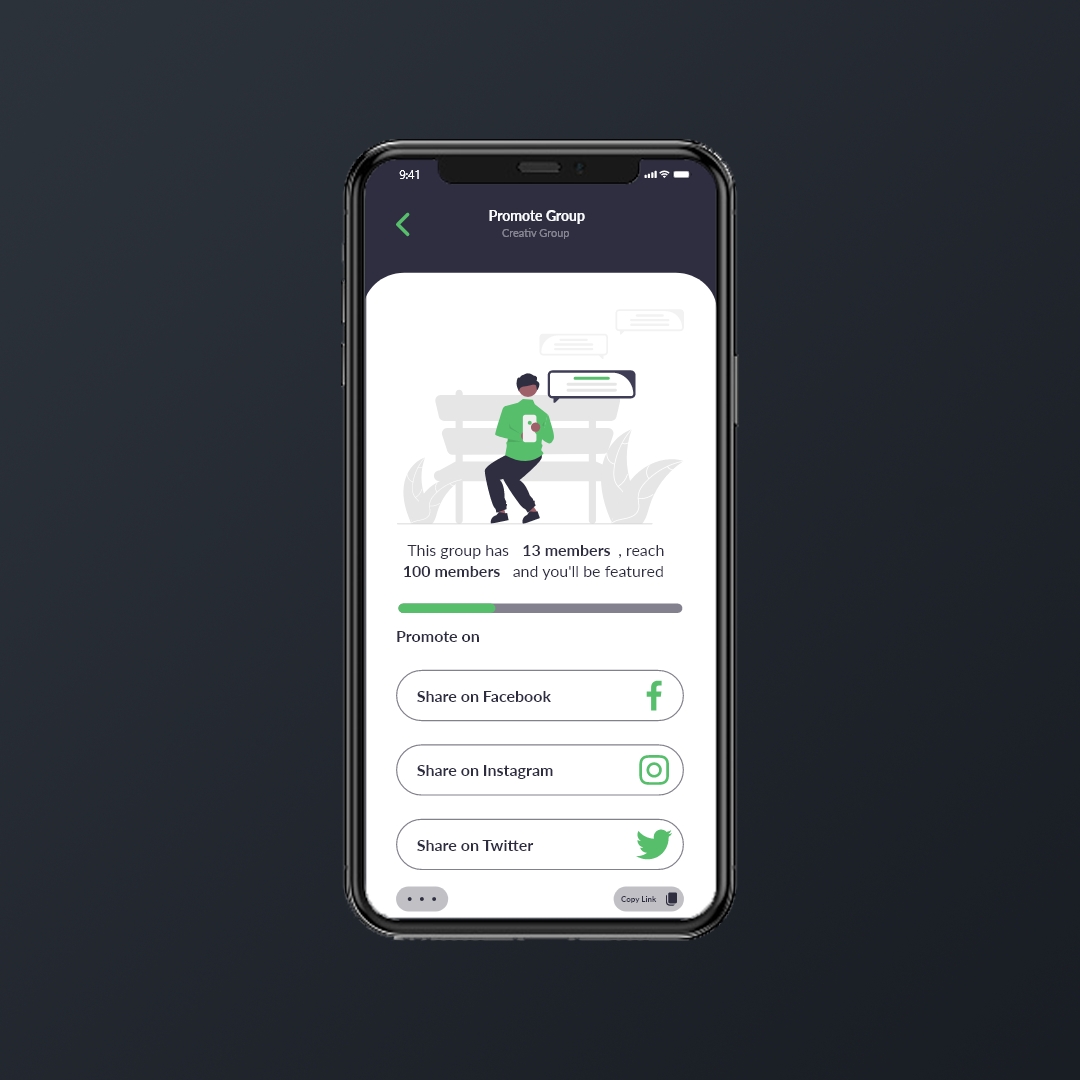 9:41
Promote Group
Creativ Group
This group has 13 members , reach
100 members and you'll be featured
Promote on
Share on Facebook
Share on Instagram
Share on Twitter
Copy Link